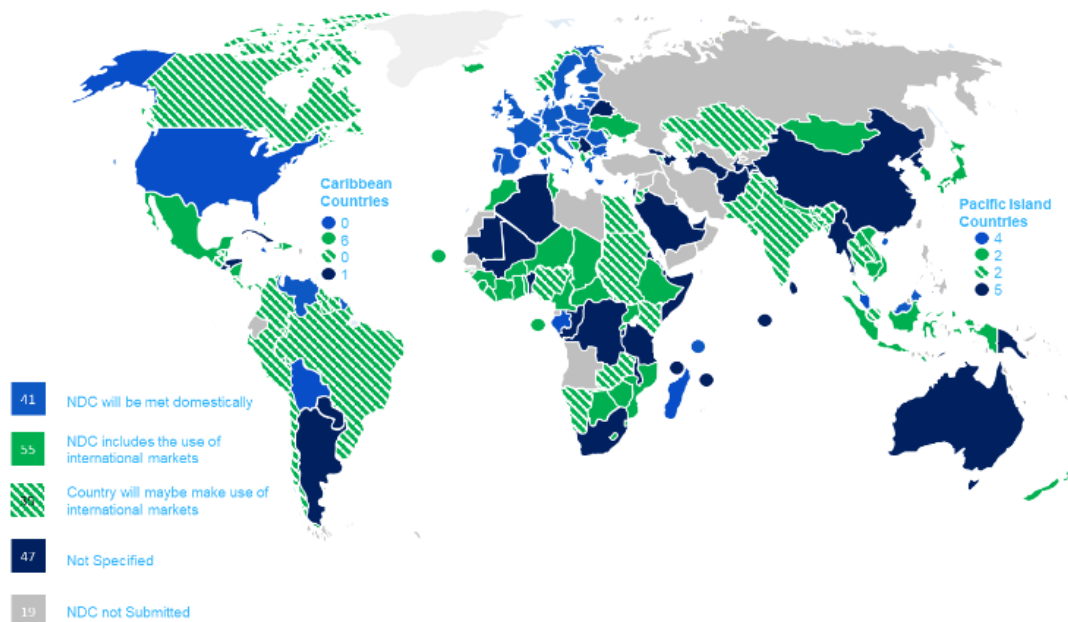 Caribbean
Countries
0
6
0
1
Pacific Island
Countries
4
2
2
5
41
NDC will be met domestically
55
NDC includes the use of
international markets
Country will maybe make use of
international markets
47
Not Specified
19
NDC not Submitted